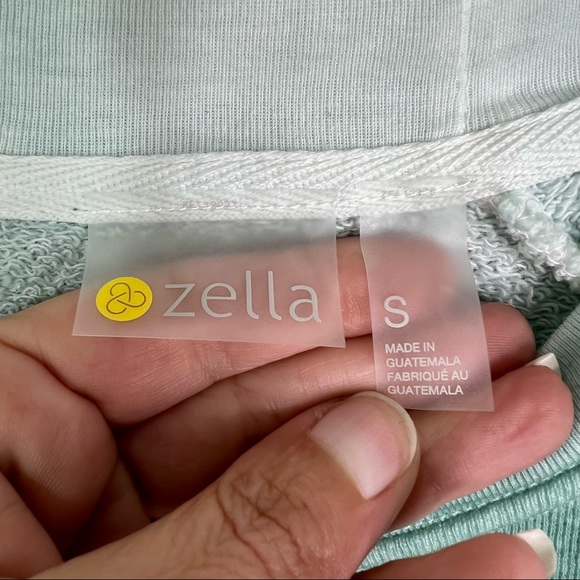 zella
S
MADE IN
GUATEMALA
FABRIQUÉ AU
GUATEMALA